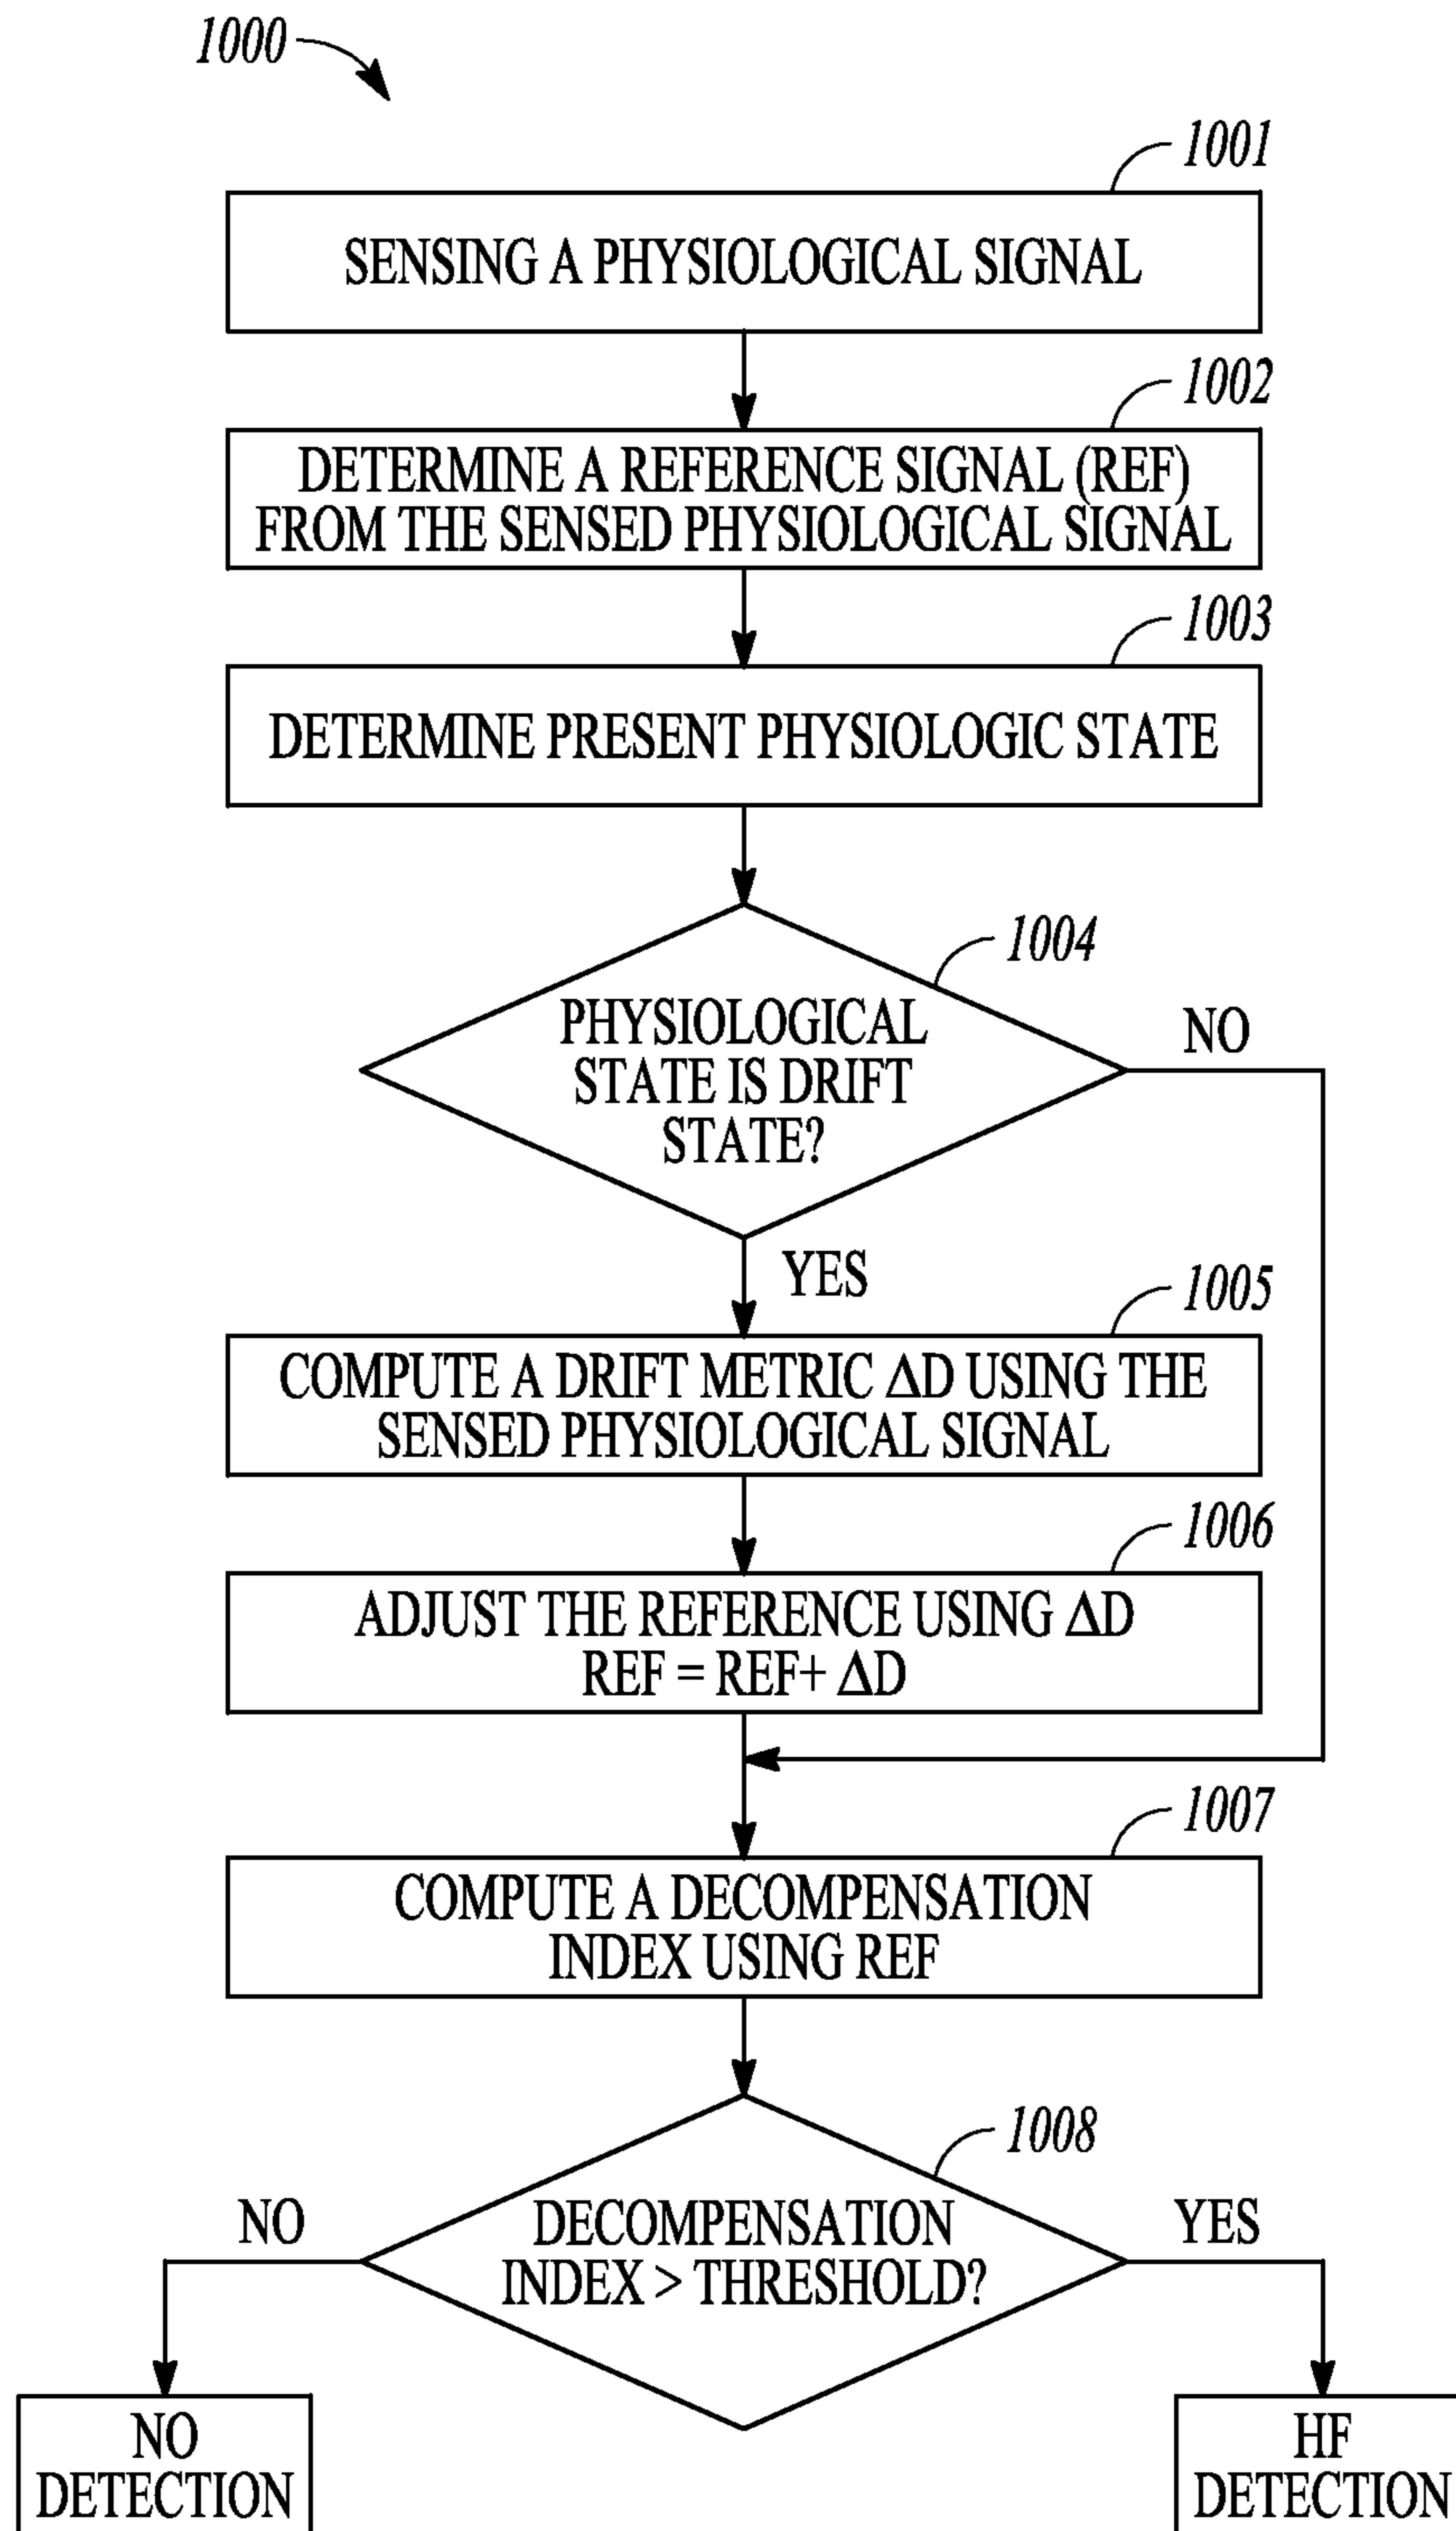 1000
1001
SENSING A PHYSIOLOGICAL SIGNAL
1002
DETERMINE A REFERENCE SIGNAL (REF)
FROM THE SENSED PHYSIOLOGICAL SIGNAL
1003
DETERMINE PRESENT PHYSIOLOGIC STATE
1004
PHYSIOLOGICAL
STATE IS DRIFT
STATE?
NO
YES
1005
COMPUTE A DRIFT METRIC ΔD USING THE
SENSED PHYSIOLOGICAL SIGNAL
1006
ADJUST THE REFERENCE USING ΔD
REF = REF+ ΔD
1007
COMPUTE A DECOMPENSATION
INDEX USING REF
1008
DECOMPENSATION
INDEX > THRESHOLD?
NO
YES
NO
DETECTION
HF
DETECTION